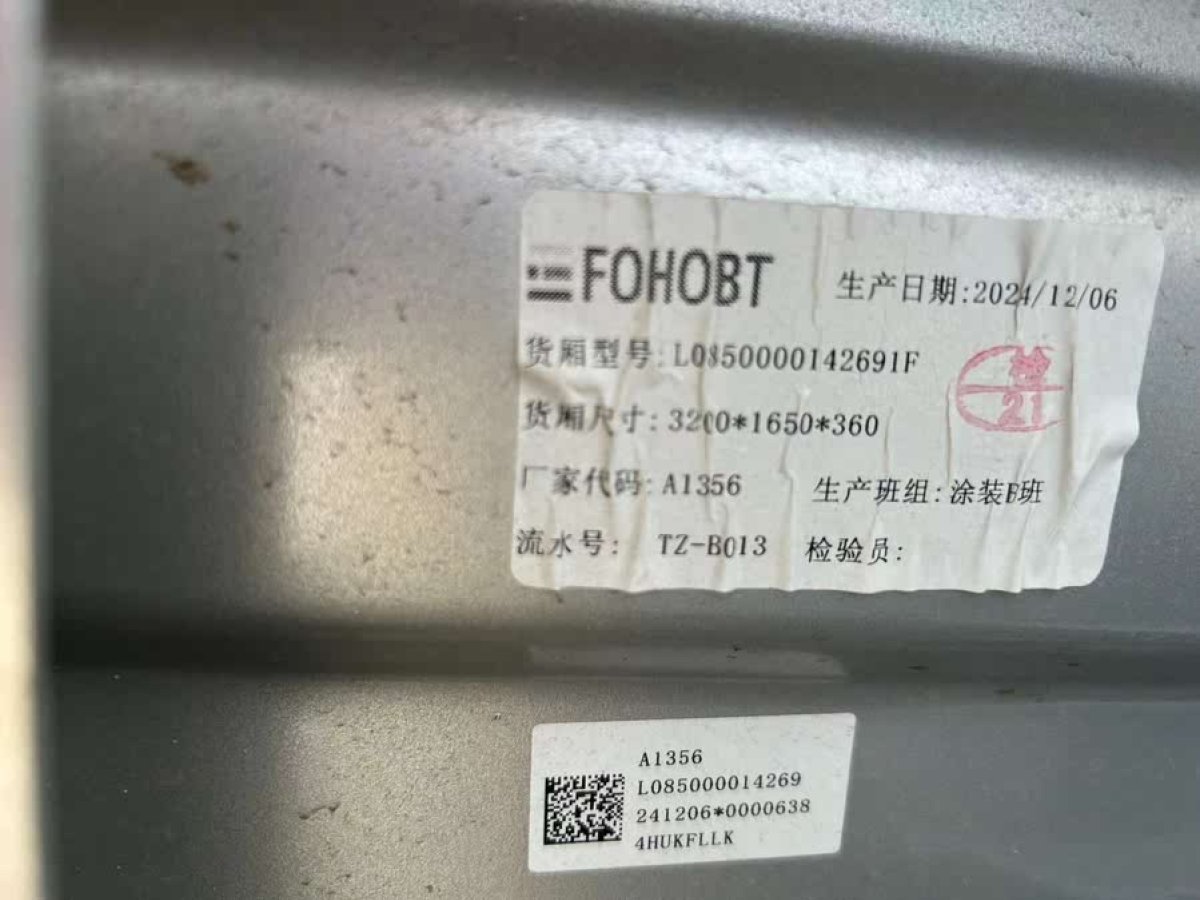 FOHOBT 生产日期:2024/12/06
货厢型号:L0850000142691F
货厢尺寸:3200*1650*360
厂家代码:A1356 生产班组:涂装B班
流水号: TZ-B013 检验员:
21
A1356
L085000014269
241206*0000638
4HUKFLLK